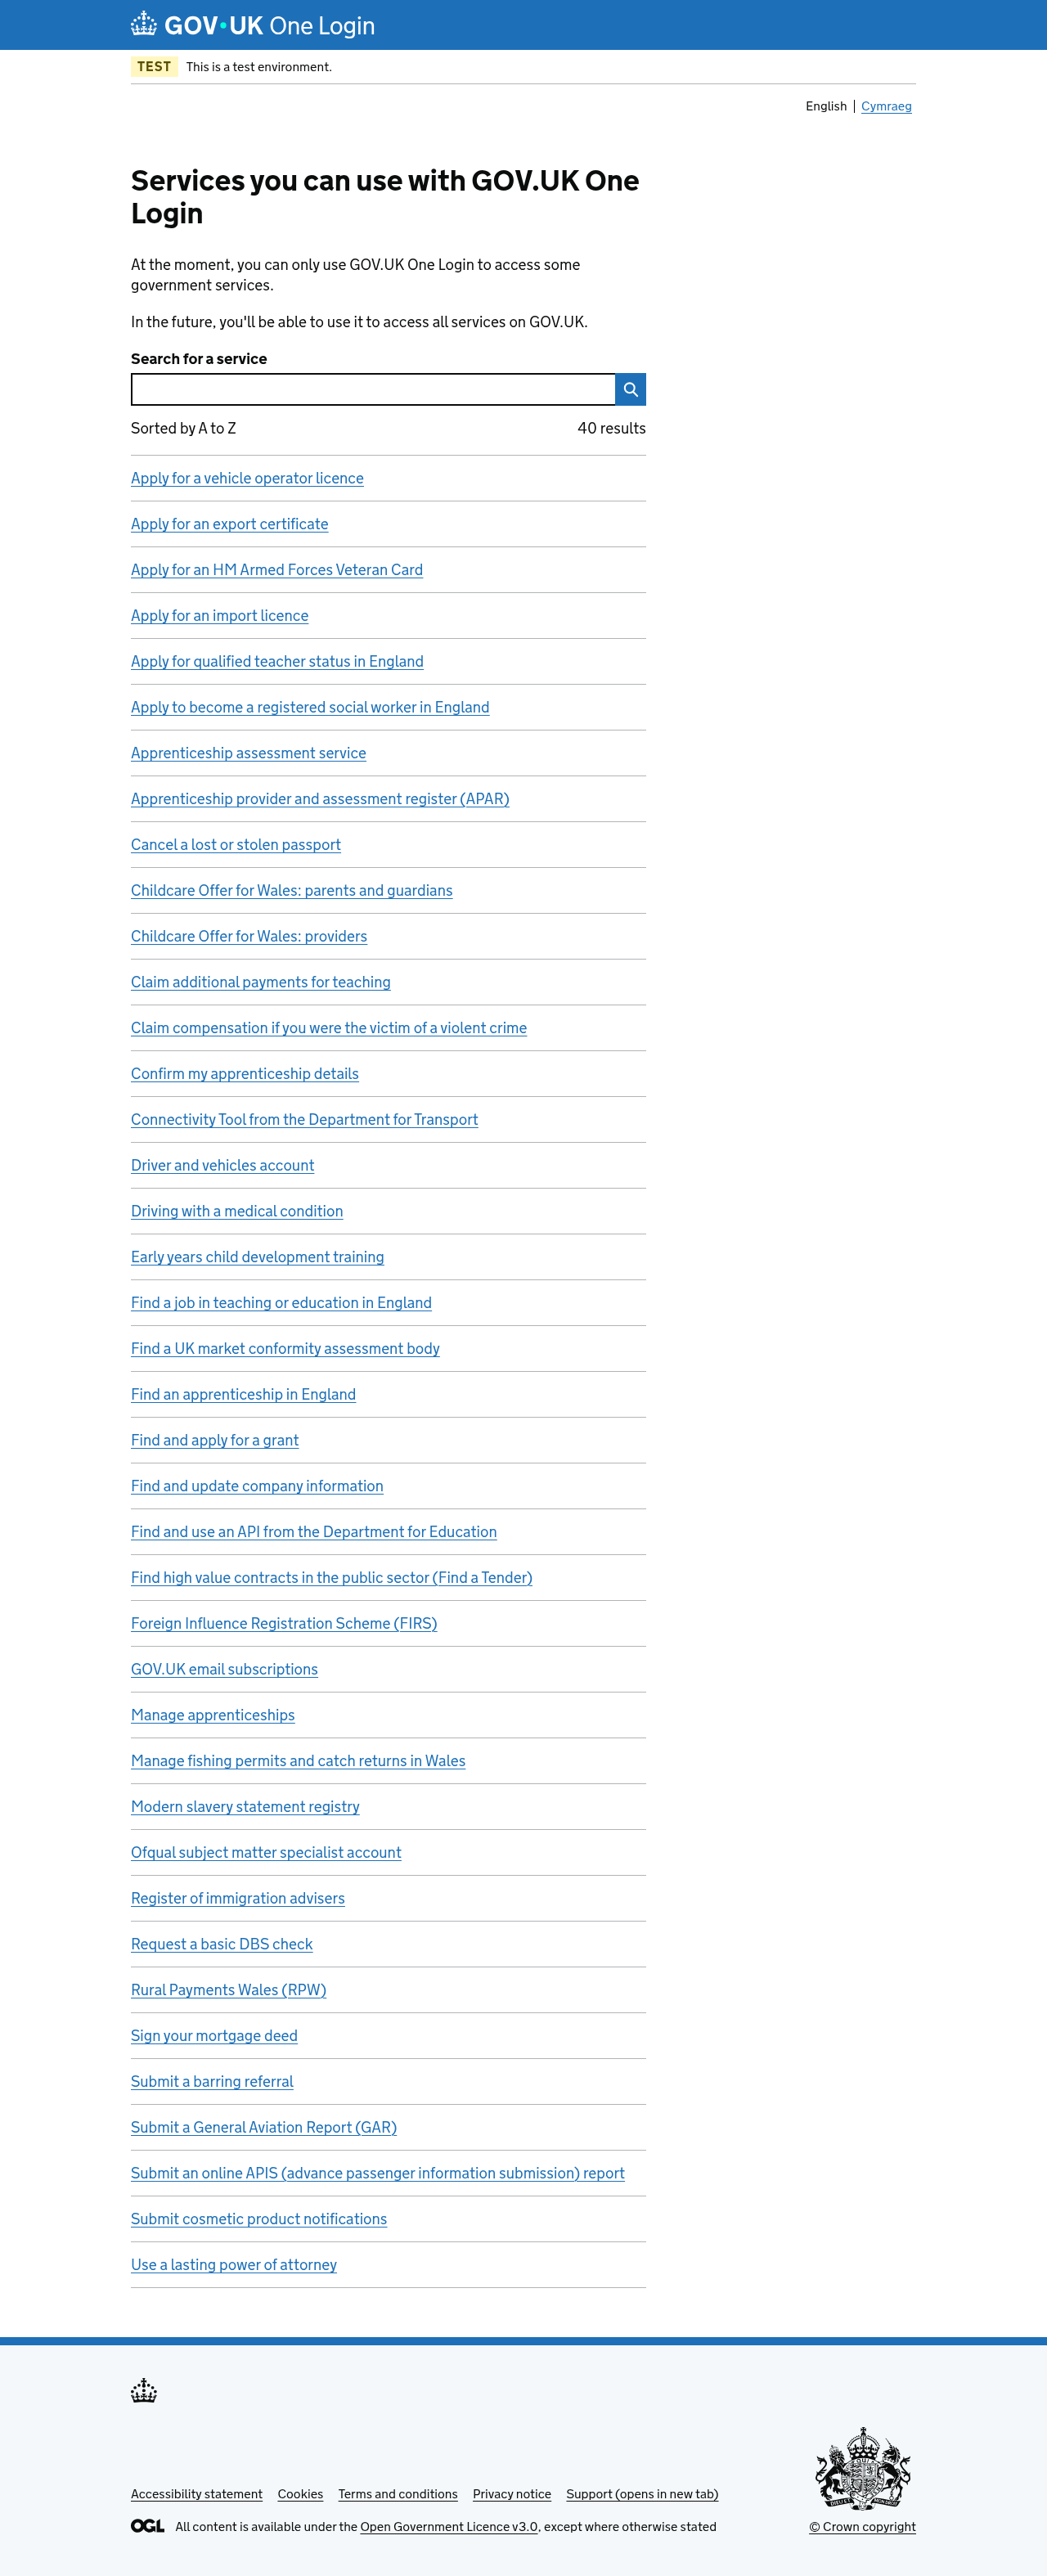 GOV•UK One Login
TEST This is a test environment.
English | Cymraeg
Services you can use with GOV.UK One
Login
At the moment, you can only use GOV.UK One Login to access some
government services.
In the future, you'll be able to use it to access all services on GOV.UK.
Search for a service
Sorted by A to Z 40 results
Apply for a vehicle operator licence
Apply for an export certificate
Apply for an HM Armed Forces Veteran Card
Apply for an import licence
Apply for qualified teacher status in England
Apply to become a registered social worker in England
Apprenticeship assessment service
Apprenticeship provider and assessment register (APAR)
Cancel a lost or stolen passport
Childcare Offer for Wales: parents and guardians
Childcare Offer for Wales: providers
Claim additional payments for teaching
Claim compensation if you were the victim of a violent crime
Confirm my apprenticeship details
Connectivity Tool from the Department for Transport
Driver and vehicles account
Driving with a medical condition
Early years child development training
Find a job in teaching or education in England
Find a UK market conformity assessment body
Find an apprenticeship in England
Find and apply for a grant
Find and update company information
Find and use an API from the Department for Education
Find high value contracts in the public sector (Find a Tender)
Foreign Influence Registration Scheme (FIRS)
GOV.UK email subscriptions
Manage apprenticeships
Manage fishing permits and catch returns in Wales
Modern slavery statement registry
Ofqual subject matter specialist account
Register of immigration advisers
Request a basic DBS check
Rural Payments Wales (RPW)
Sign your mortgage deed
Submit a barring referral
Submit a General Aviation Report (GAR)
Submit an online APIS (advance passenger information submission) report
Submit cosmetic product notifications
Use a lasting power of attorney
Accessibility statement Cookies Terms and conditions Privacy notice Support (opens in new tab)
OGL All content is available under the Open Government Licence v3.0, except where otherwise stated
© Crown copyright